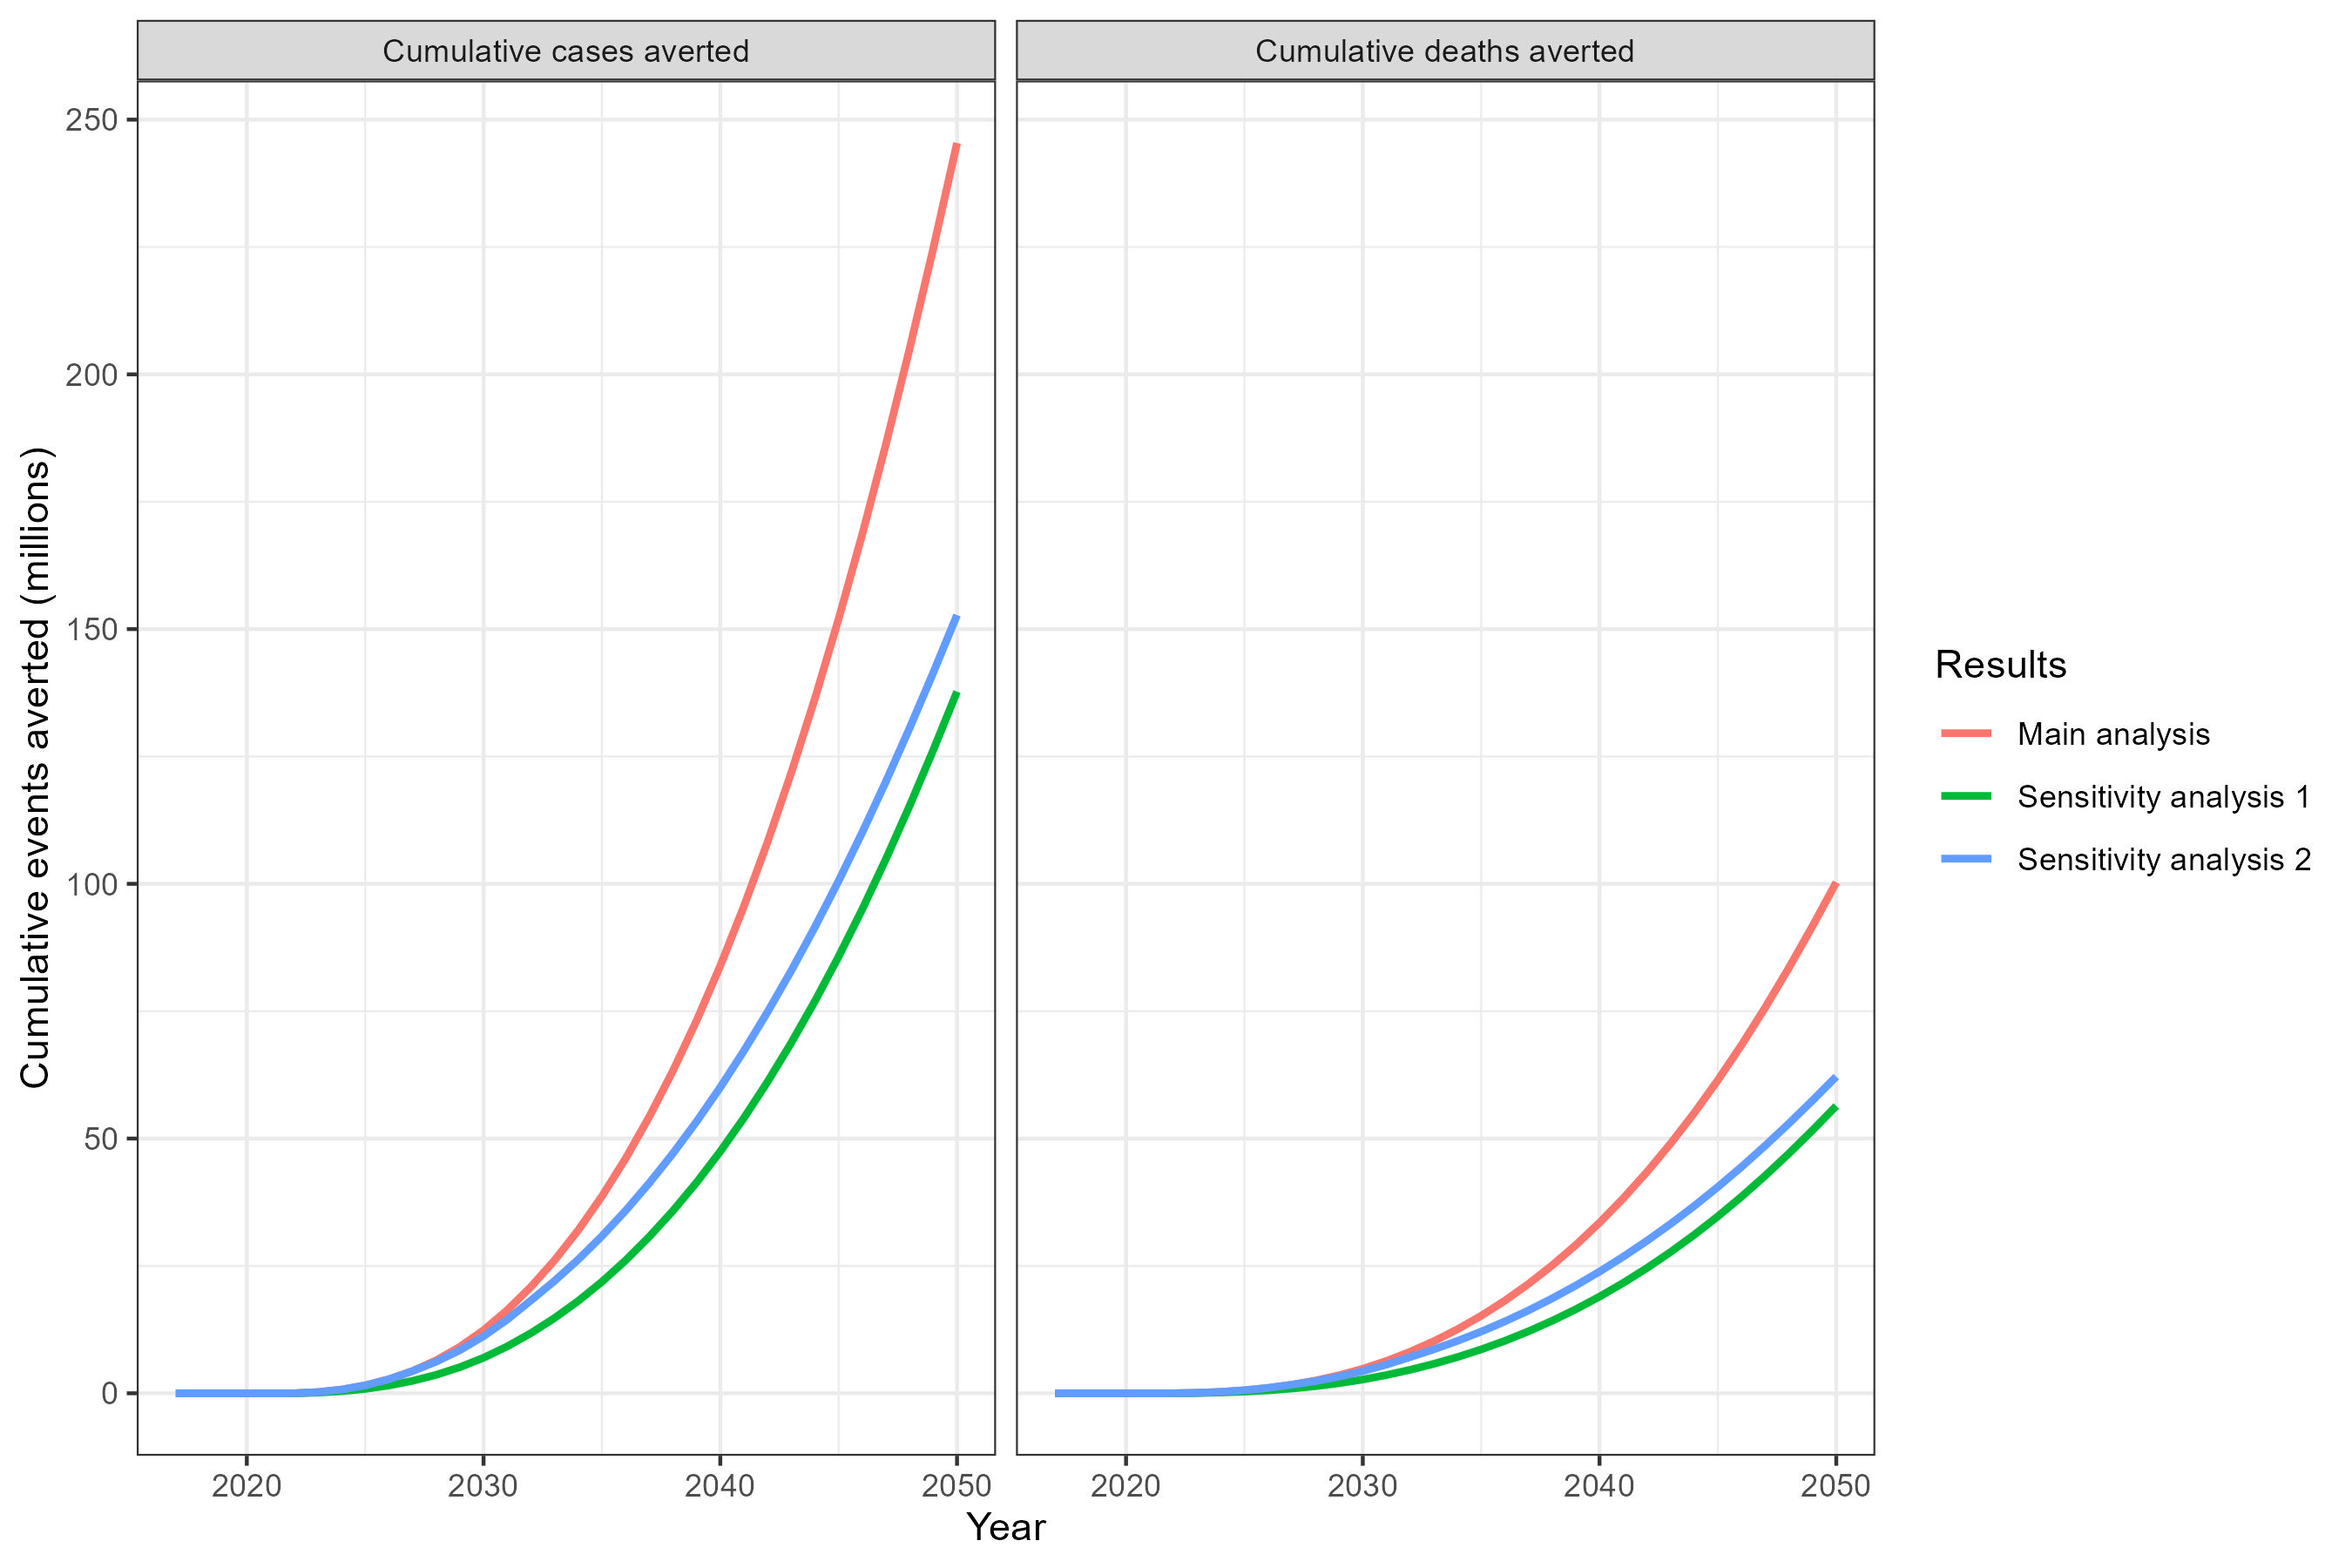 Cumulative cases averted
Cumulative deaths averted
Cumulative events averted (millions)
250
200
150
100
50
0
2020 2030 2040 2050
2020 2030 2040 2050
Year
Results
Main analysis
Sensitivity analysis 1
Sensitivity analysis 2